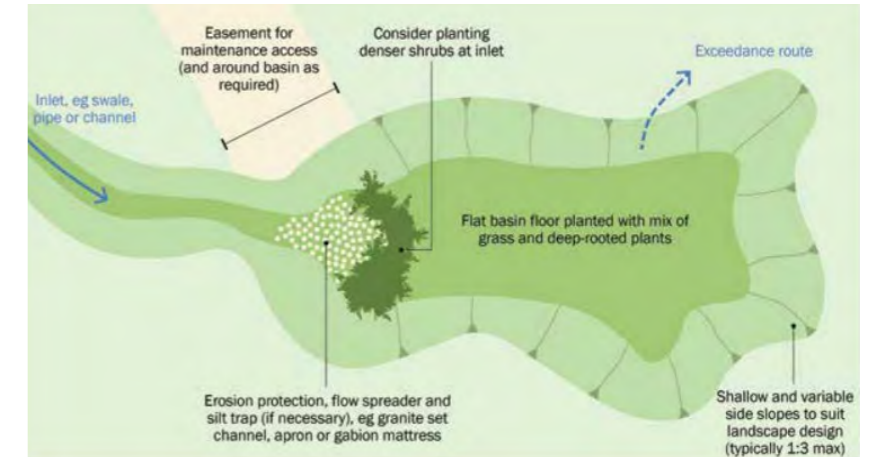 Easement for
maintenance access
(and around basin as
required)
Consider planting
denser shrubs at inlet
Exceedance route
Inlet, eg swale,
pipe or channel
Flat basin floor planted with mix of
grass and deep-rooted plants
Erosion protection, flow spreader and
silt trap (if necessary), eg granite set
channel, apron or gabion mattress
Shallow and variable
side slopes to suit
landscape design
(typically 1:3 max)